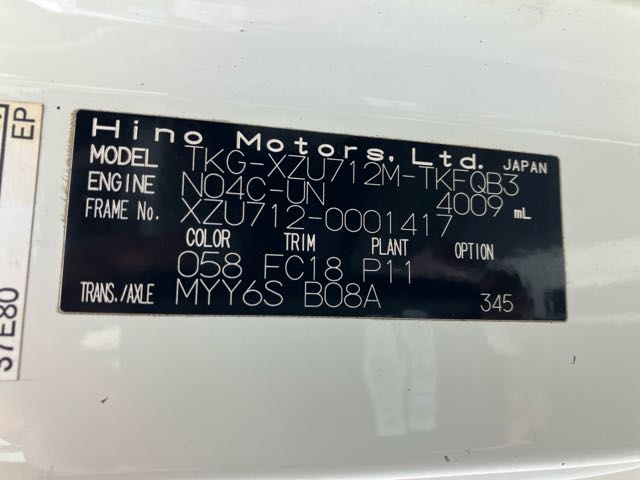 Hino Motors, Ltd. JAPAN
MODEL TKG-XZU712M-TKFQB3
ENGINE N04C-UN 4009 mL
FRAME No. XZU712-0001417
COLOR TRIM PLANT OPTION
058 FC18 P11
TRANS./AXLE MYY6S B08A 345
EP
37E80